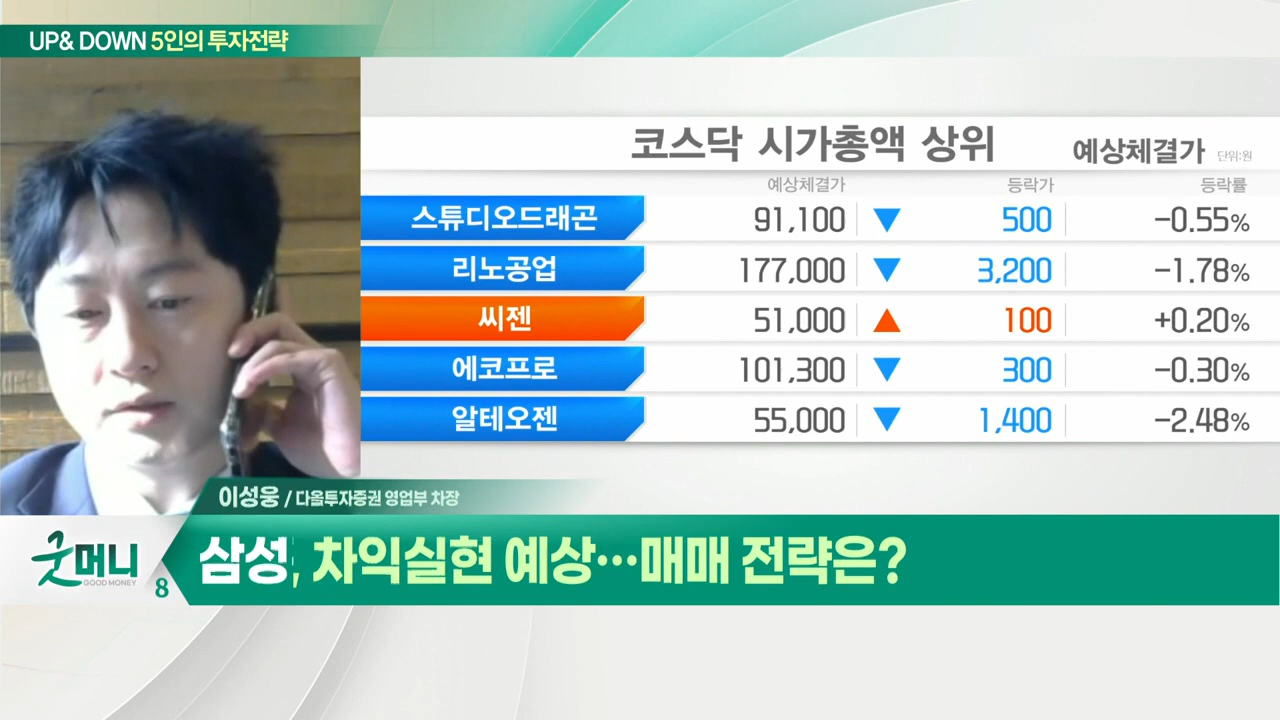 UP& DOWN 5인의 투자전략
코스닥 시가총액 상위 예상체결가 단위:원
예상체결가 등락가 등락률
스튜디오드래곤 91,100 ▼ 500 -0.55%
리노공업 177,000 ▼ 3,200 -1.78%
씨젠 51,000 ▲ 100 +0.20%
에코프로 101,300 ▼ 300 -0.30%
알테오젠 55,000 ▼ 1,400 -2.48%
이성웅 / 다올투자증권 영업부 차장
굿머니
GOOD MONEY
8
삼성, 차익실현 예상…매매 전략은?